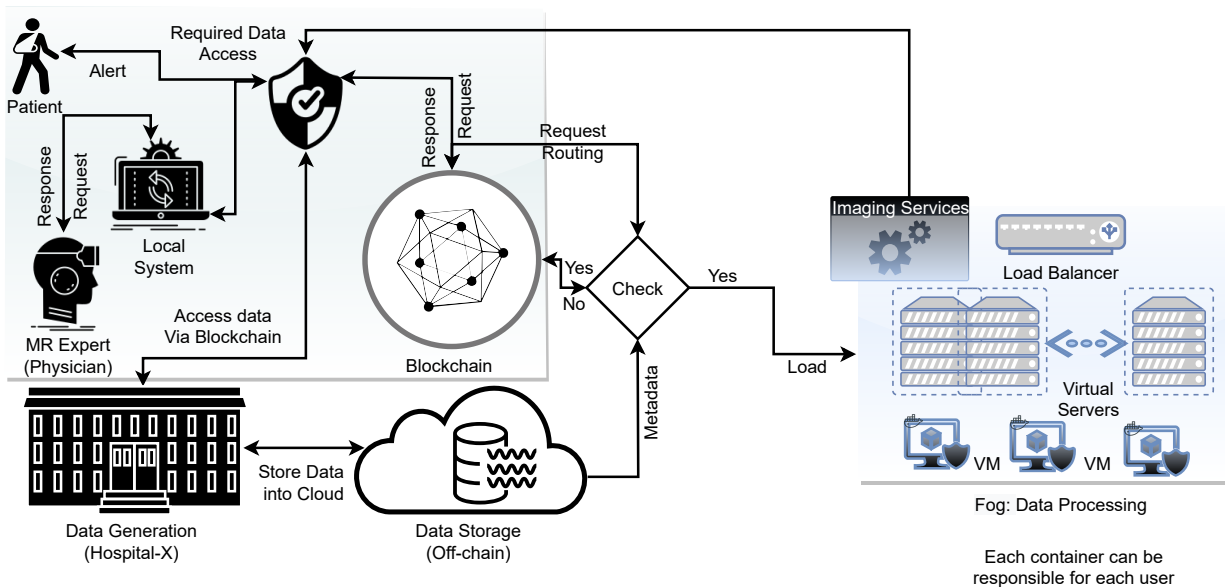 Required Data
Access
Alert
Patient
Response
Request
Local
System
MR Expert
(Physician)
Response
Request
Request
Routing
Access data
Via Blockchain
Blockchain
Yes
No
Check
Yes
Load
Metadata
Imaging Services
Load Balancer
Virtual
Servers
VM
VM
Fog: Data Processing
Each container can be
responsible for each user
Store Data
into Cloud
Data Generation
(Hospital-X)
Data Storage
(Off-chain)